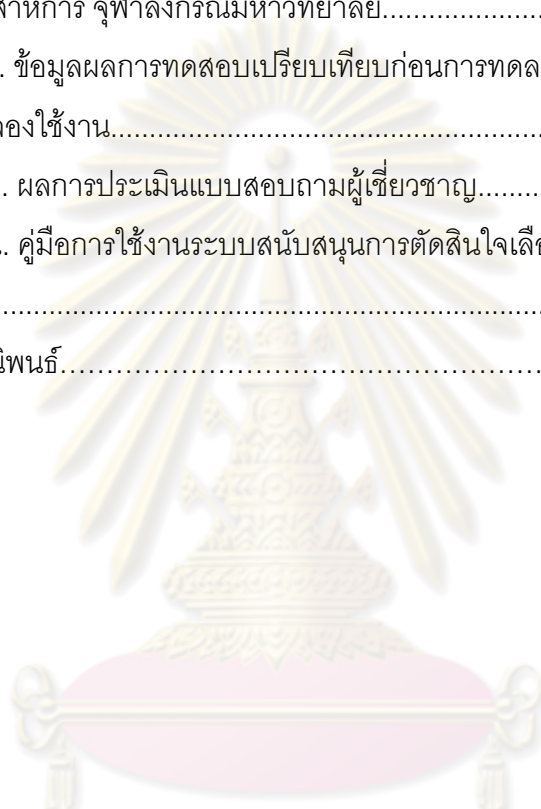 สาหการ จุฬาลงกรณ์มหาวิทยาลัย........................
. ข้อมูลผลการทดสอบเปรียบเทียบก่อนการทดล
องใช้งาน......................................................
. ผลการประเมินแบบสอบถามผู้เชี่ยวชาญ........
. คู่มือการใช้งานระบบสนับสนุนการตัดสินใจเลือ
....................................................................
นิพนธ์............................................................